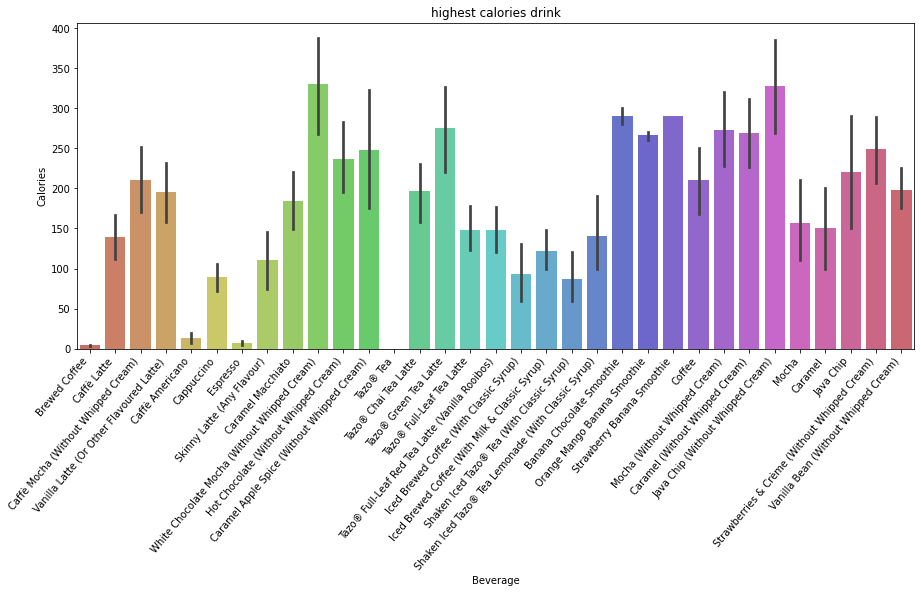 highest calories drink
400
350
300
250
200
150
100
50
0
Calories
Brewed Coffee
Caffè Latte
Caffè Mocha (Without Whipped Cream)
Vanilla Latte (Or Other Flavoured Latte)
Caffè Americano
Cappuccino
Espresso
Skinny Latte (Any Flavour)
Caramel Macchiato
White Chocolate Mocha (Without Whipped Cream)
Hot Chocolate (Without Whipped Cream)
Caramel Apple Spice (Without Whipped Cream)
Tazo® Tea
Tazo® Chai Tea Latte
Tazo® Green Tea Latte
Tazo® Full-Leaf Tea Latte
Tazo® Full-Leaf Red Tea Latte (Vanilla Rooibos)
Iced Brewed Coffee (With Classic Syrup)
Iced Brewed Coffee (With Milk & Classic Syrup)
Shaken Iced Tazo® Tea (With Classic Syrup)
Shaken Iced Tazo® Tea Lemonade (With Classic Syrup)
Banana Chocolate Smoothie
Orange Mango Banana Smoothie
Strawberry Banana Smoothie
Coffee
Mocha (Without Whipped Cream)
Caramel (Without Whipped Cream)
Java Chip (Without Whipped Cream)
Mocha
Caramel
Java Chip
Strawberries & Crème (Without Whipped Cream)
Vanilla Bean (Without Whipped Cream)
Beverage